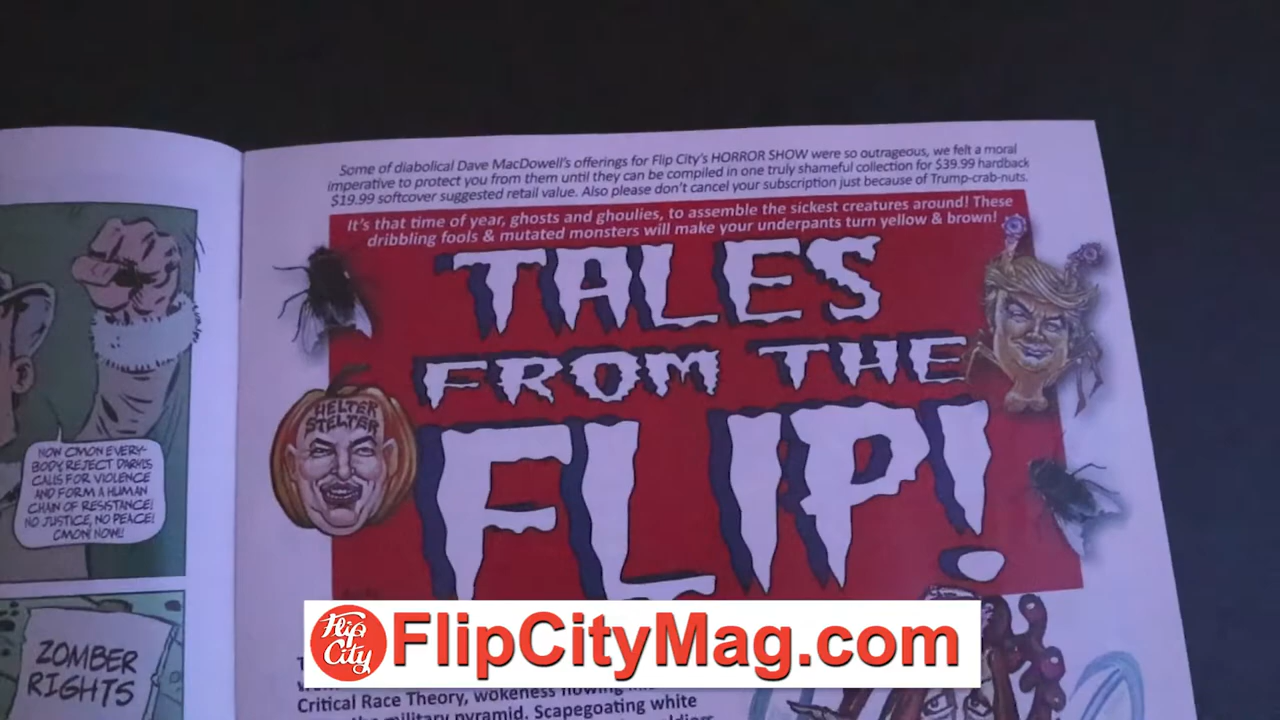 Some of diabolical Dave MacDowell's offerings for Flip City's HORROR SHOW were so outrageous, we felt a moral
imperative to protect you from them until they can be compiled in one truly shameful collection for $39.99 hardback
$19.99 softcover suggested retail value. Also please don't cancel your subscription just because of Trump-crab-nuts.
It's that time of year, ghosts and ghoulies, to assemble the sickest creatures around! These
dribbling fools & mutated monsters will make your underpants turn yellow & brown!
TALES
FROM THE
FLIP!
HELTER
STELTER
NOW CMON EVERY-
BODY, REJECT DARK'S
CALLS FOR VIOLENCE
AND FORM A HUMAN
CHAIN OF RESISTANCE!
NO JUSTICE, NO PEACE!
CMON NOW!!
ZOMBER
RIGHTS
Flip
City
FlipCityMag.com
Critical Race Theory, wokeness flowing
military pyramid. Scapegoating white